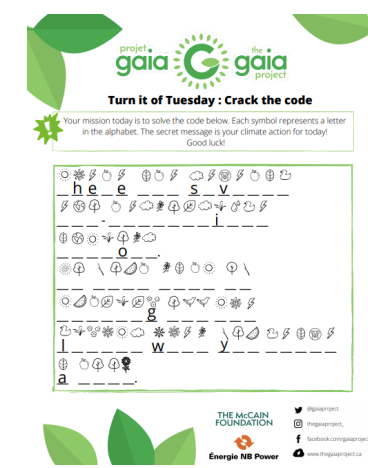 projet gaia
the gaia project
Turn it of Tuesday : Crack the code
Your mission today is to solve the code below. Each symbol represents a letter
in the alphabet. The secret message is your climate action for today!
Good luck!
_ h e _ e _ _ _ _ s _ v _ _ _ _
_ _ _ - _ _ _ _ _ _ _ i _ _ _
_ _ _ _ o _ _.
_ _ _ _ _ _ _ _ _ _ _ _ _
_ _ _ _ _ _ g _ _ _ _ _ _
l _ _ _ _ _ w _ _ _ y _ _ _ _ _ _ _
a _ _ _ _.
THE McCAIN
FOUNDATION
Énergie NB Power
@gaiaproject
thegaiaproject_
facebook.com/gaiaprojec
www.thegaiaproject.ca